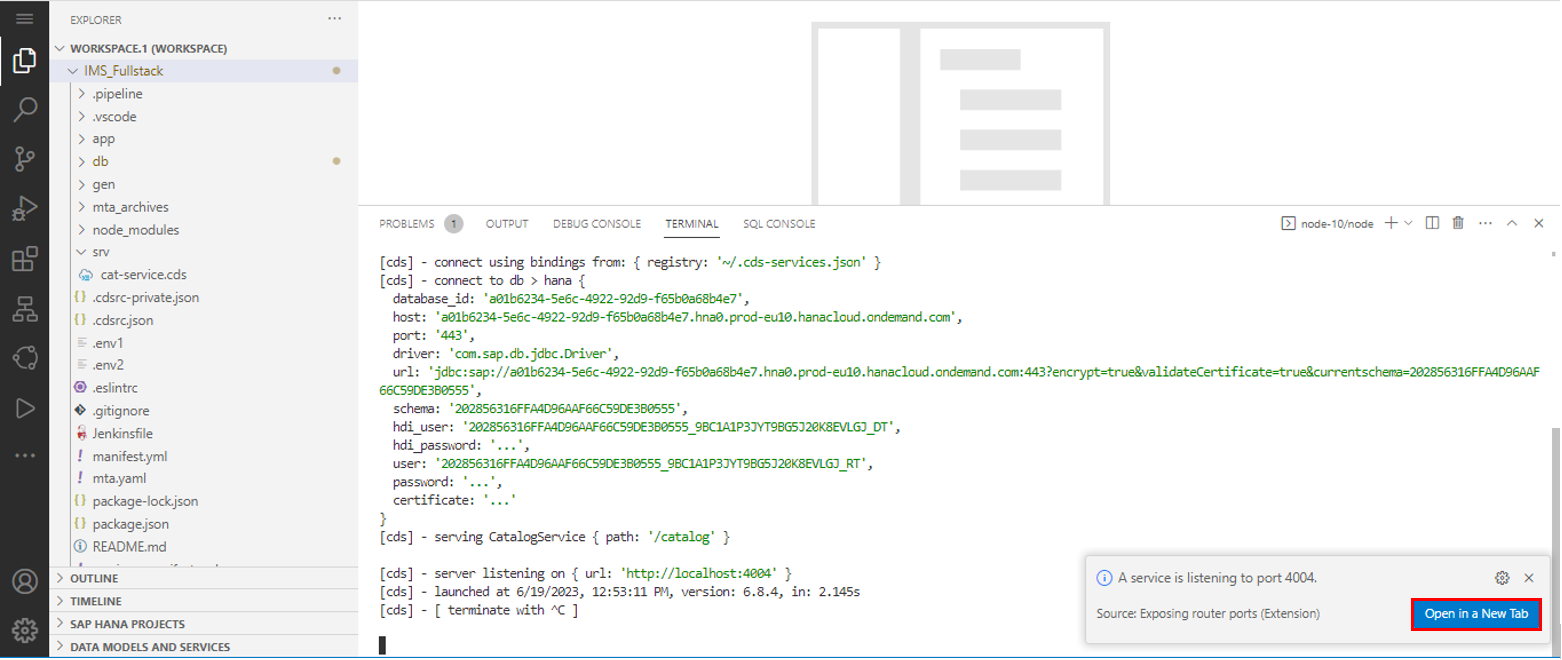 EXPLORER
WORKSPACE.1 (WORKSPACE)
IMS_Fullstack
.pipeline
.vscode
app
db
gen
mta_archives
node_modules
srv
cat-service.cds
.cdsrc-private.json
.cdsrc.json
.env1
.env2
.eslintrc
.gitignore
Jenkinsfile
manifest.yml
mta.yaml
package-lock.json
package.json
README.md
OUTLINE
TIMELINE
SAP HANA PROJECTS
DATA MODELS AND SERVICES
PROBLEMS 1 OUTPUT DEBUG CONSOLE TERMINAL SQL CONSOLE node-10/node
[cds] - connect using bindings from: { registry: '~/.cds-services.json' }
[cds] - connect to db > hana {
database_id: 'a01b6234-5e6c-4922-92d9-f65b0a68b4e7',
host: 'a01b6234-5e6c-4922-92d9-f65b0a68b4e7.hna0.prod-eu10.hanacloud.ondemand.com',
port: '443',
driver: 'com.sap.db.jdbc.Driver',
url: 'jdbc:sap://a01b6234-5e6c-4922-92d9-f65b0a68b4e7.hna0.prod-eu10.hanacloud.ondemand.com:443?encrypt=true&validateCertificate=true&currentschema=202856316FFA4D96AAF
66C59DE3B0555',
schema: '202856316FFA4D96AAF66C59DE3B0555',
hdi_user: '202856316FFA4D96AAF66C59DE3B0555_9BC1A1P3JYT9BG5J20K8EVLGJ_DT',
hdi_password: '...',
user: '202856316FFA4D96AAF66C59DE3B0555_9BC1A1P3JYT9BG5J20K8EVLGJ_RT',
password: '...',
certificate: '...'
}
[cds] - serving CatalogService { path: '/catalog' }
[cds] - server listening on { url: 'http://localhost:4004' }
[cds] - launched at 6/19/2023, 12:53:11 PM, version: 6.8.4, in: 2.145s
[cds] - [ terminate with ^C ]
A service is listening to port 4004.
Source: Exposing router ports (Extension)
Open in a New Tab